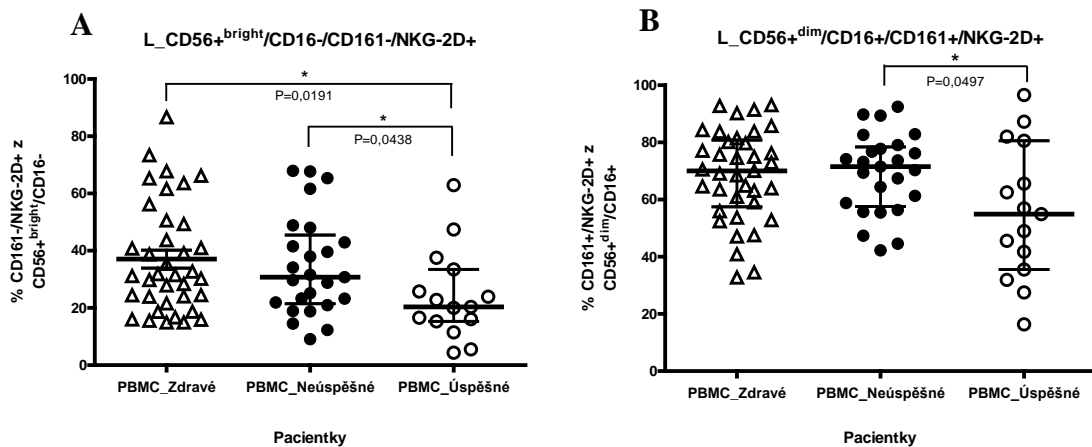 A
L_CD56+bright/CD16-/CD161-/NKG-2D+
*
P=0,0191
*
P=0,0438
100
80
60
40
20
0
% CD161-/NKG-2D+ z
CD56+bright/CD16-
PBMC_Zdravé PBMC_Neúspěšné PBMC_Úspěšné
Pacientky
B
L_CD56+dim/CD16+/CD161+/NKG-2D+
*
P=0,0497
100
80
60
40
20
0
% CD161+/NKG-2D+ z
CD56+dim/CD16+
PBMC_Zdravé PBMC_Neúspěšné PBMC_Úspěšné
Pacientky